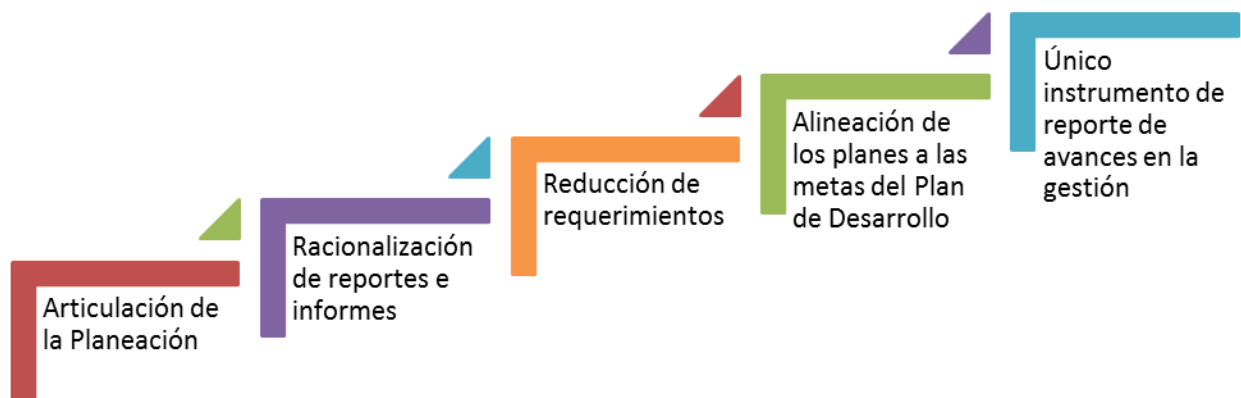 Articulación de
la Planeación
Racionalización
de reportes e
informes
Reducción de
requerimientos
Alineación de
los planes a las
metas del Plan
de Desarrollo
Único
instrumento de
reporte de
avances en la
gestión